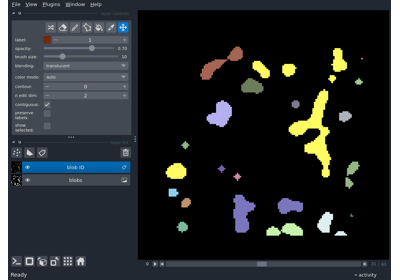 File View Plugins Window Help
label:
1
opacity:
0.70
brush size:
10
blending:
translucent
color mode:
auto
contour:
0
n edit dim:
2
contiguous:
preserve
labels:
show
selected:
blob ID
blobs
Ready
0
activity